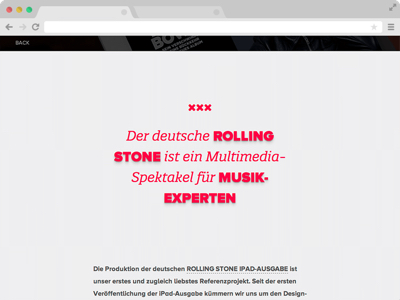 BACK
×××
Der deutsche ROLLING
STONE ist ein Multimedia-
Spektakel für MUSIK-
EXPERTEN
Die Produktion der deutschen ROLLING STONE IPAD-AUSGABE ist
unser erstes und zugleich liebstes Referenzprojekt. Seit der ersten
Veröffentlichung der iPad-Ausgabe kümmern wir uns um den Design-